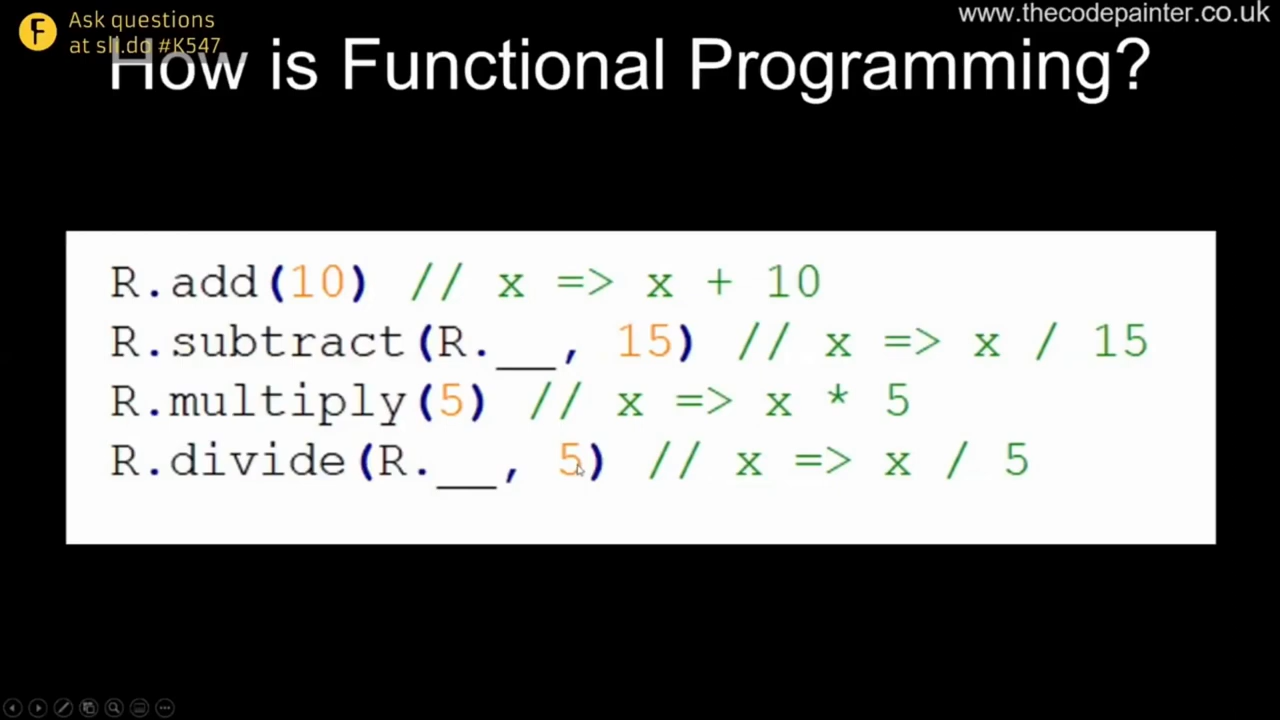 F
Ask questions
at sli.do #K547
www.thecodepainter.co.uk
How is Functional Programming?
R.add(10) // x => x + 10
R.subtract(R.__, 15) // x => x / 15
R.multiply(5) // x => x * 5
R.divide(R.__, 5) // x => x / 5